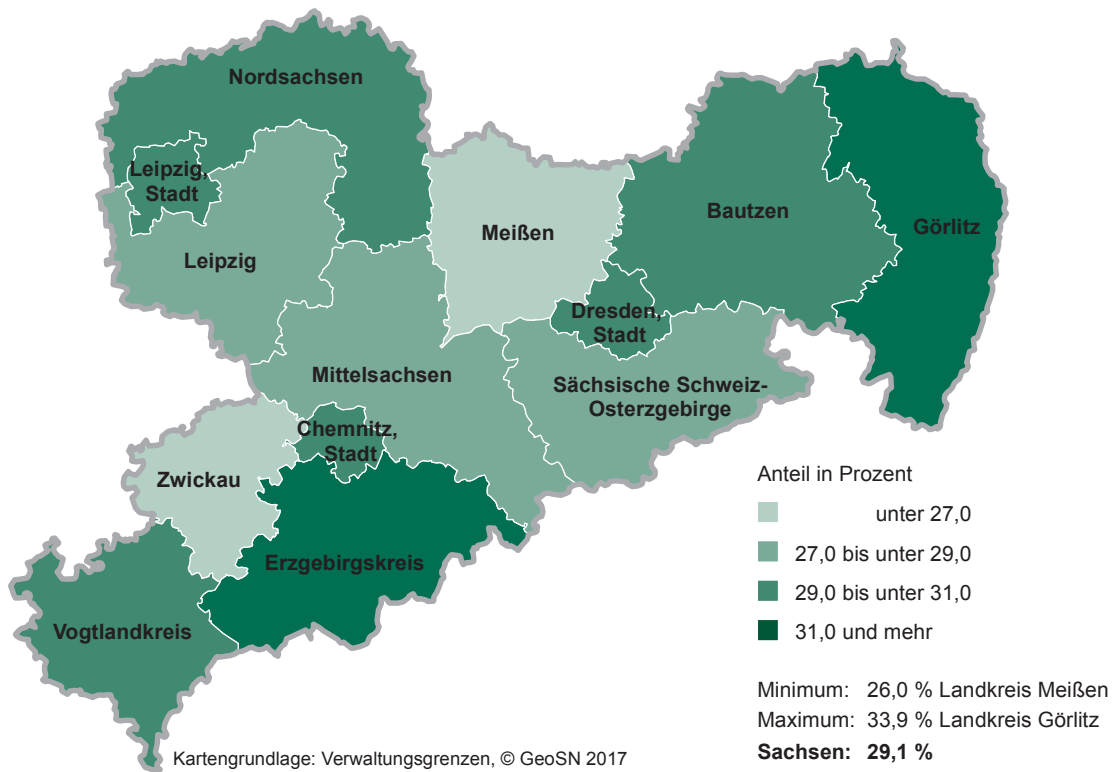 Nordsachsen
Leipzig,
Stadt
Leipzig
Meißen
Bautzen
Görlitz
Dresden,
Stadt
Mittelsachsen
Sächsische Schweiz-
Osterzgebirge
Chemnitz,
Stadt
Zwickau
Erzgebirgskreis
Vogtlandkreis
Anteil in Prozent
unter 27,0
27,0 bis unter 29,0
29,0 bis unter 31,0
31,0 und mehr
Minimum: 26,0 % Landkreis Meißen
Maximum: 33,9 % Landkreis Görlitz
Sachsen: 29,1 %
Kartengrundlage: Verwaltungsgrenzen, © GeoSN 2017